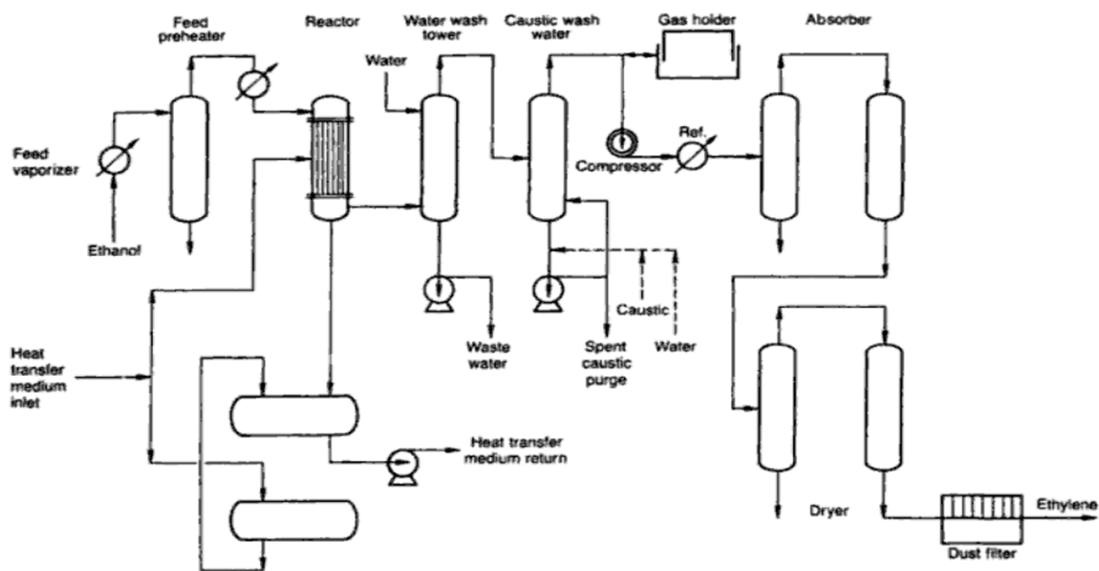 Feed
preheater
Reactor
Water wash
tower
Caustic wash
water
Gas holder
Absorber
Water
Feed
vaporizer
Ref.
Compressor
Ethanol
Caustic
Waste
water
Spent
caustic
purge
Water
Heat
transfer
medium
inlet
Heat transfer
medium return
Dryer
Ethylene
Dust filter